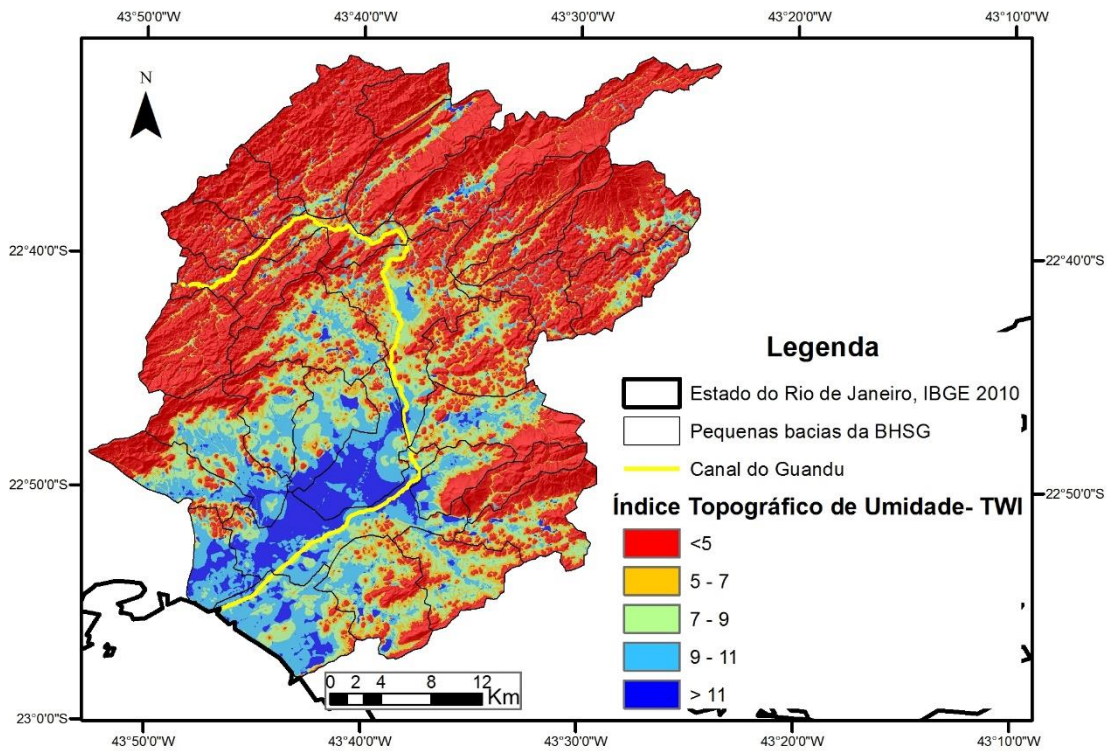 43°50'0"W 43°40'0"W 43°30'0"W 43°20'0"W 43°10'0"W
N
22°40'0"S 22°40'0"S
Legenda
Estado do Rio de Janeiro, IBGE 2010
Pequenas bacias da BHSG
Canal do Guandu
22°50'0"S 22°50'0"S
Índice Topográfico de Umidade- TWI
<5
5 - 7
7 - 9
9 - 11
> 11
0 2 4 8 12
Km
23°0'0"S
43°50'0"W 43°40'0"W 43°30'0"W 43°20'0"W 43°10'0"W